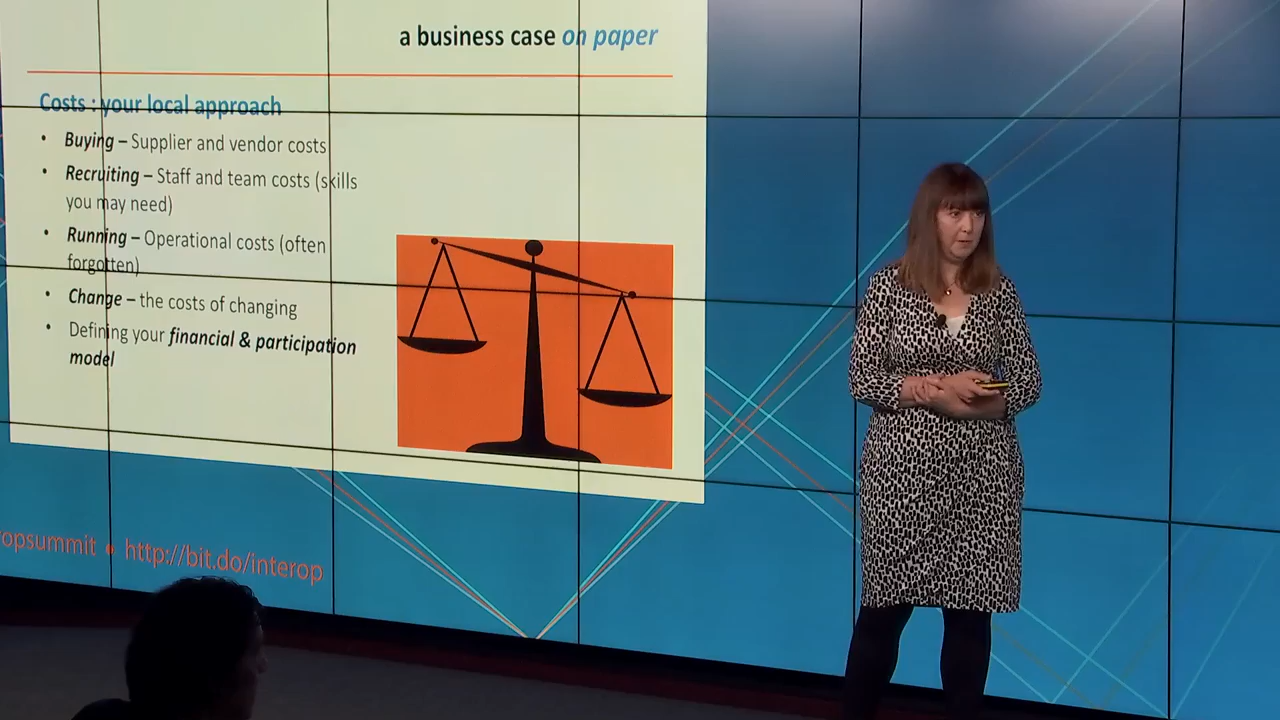 a business case on paper
Costs : your local approach
• Buying – Supplier and vendor costs
• Recruiting – Staff and team costs (skills
you may need)
• Running – Operational costs (often
forgotten)
• Change – the costs of changing
• Defining your financial & participation
model
opsummit • http://bit.do/interop